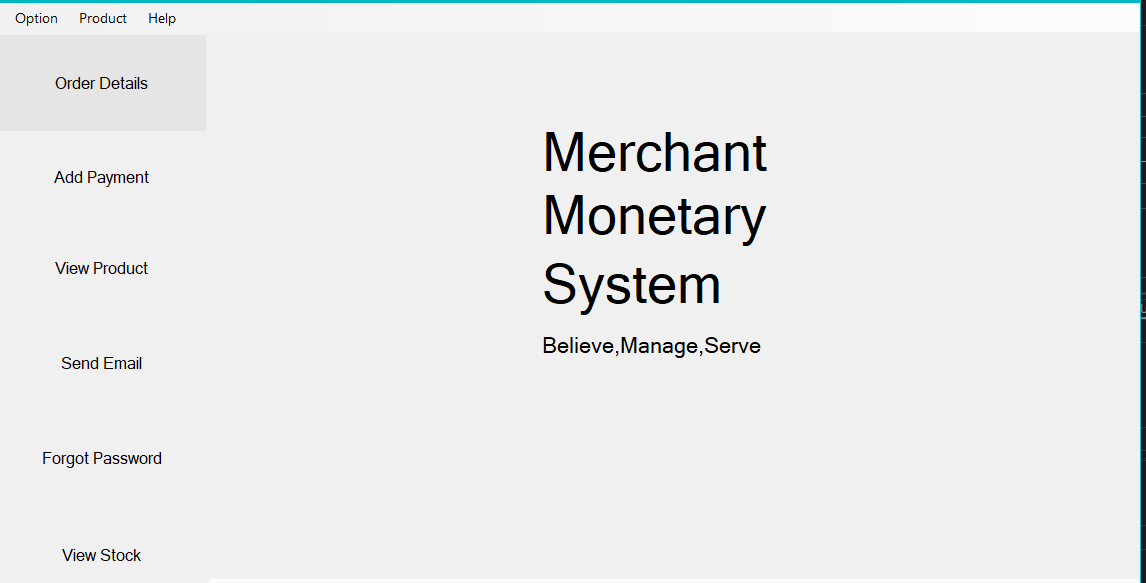 Option Product Help
Order Details
Add Payment
View Product
Send Email
Forgot Password
View Stock
Merchant
Monetary
System
Believe,Manage,Serve